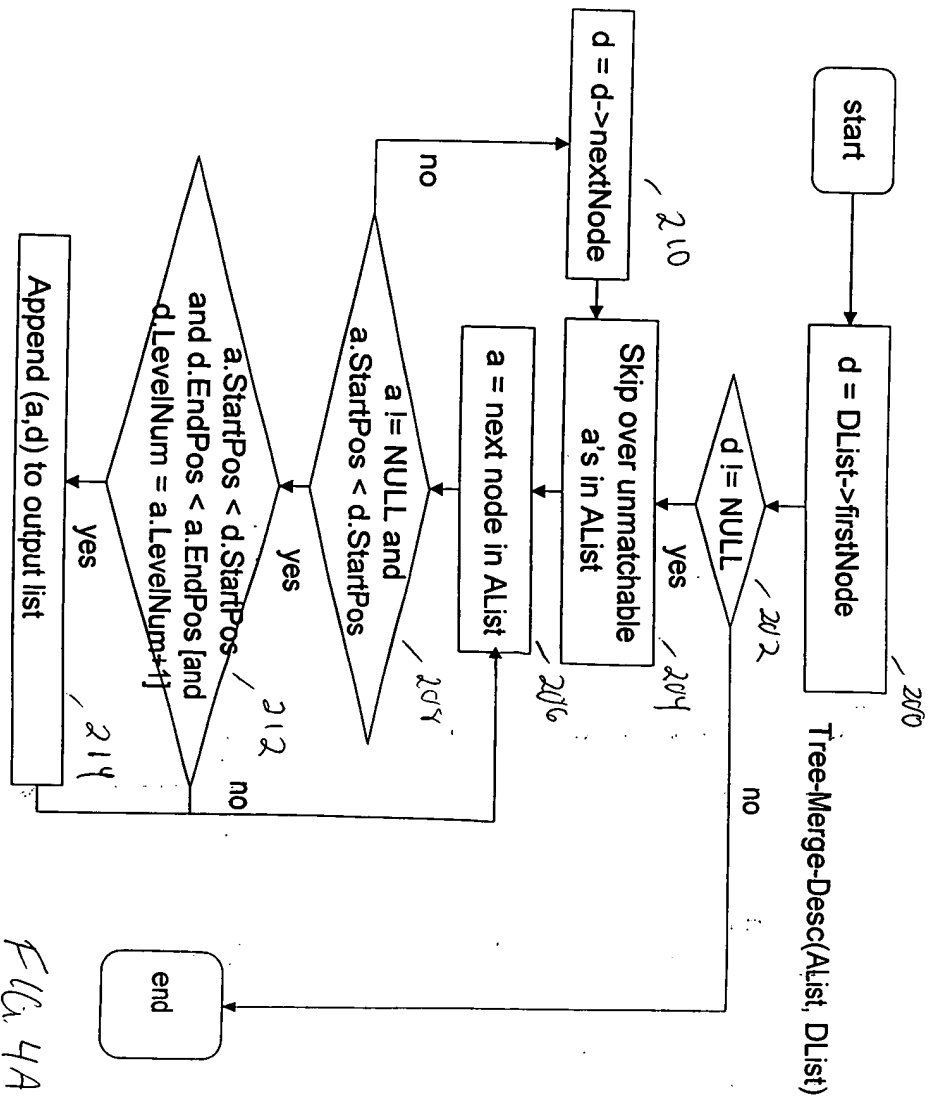 Tree-Merge-Desc(AList, DList)
start
d = DList->firstNode
200
d != NULL
202
no
yes
end
d = d->nextNode
210
Skip over unmatchable
a's in AList
204
a = next node in AList
206
a != NULL and
a.StartPos < d.StartPos
208
no
yes
a.StartPos < d.StartPos
and d.EndPos < a.EndPos [and
d.LevelNum = a.LevelNum+1]
212
no
yes
Append (a,d) to output list
214
FIG. 4A